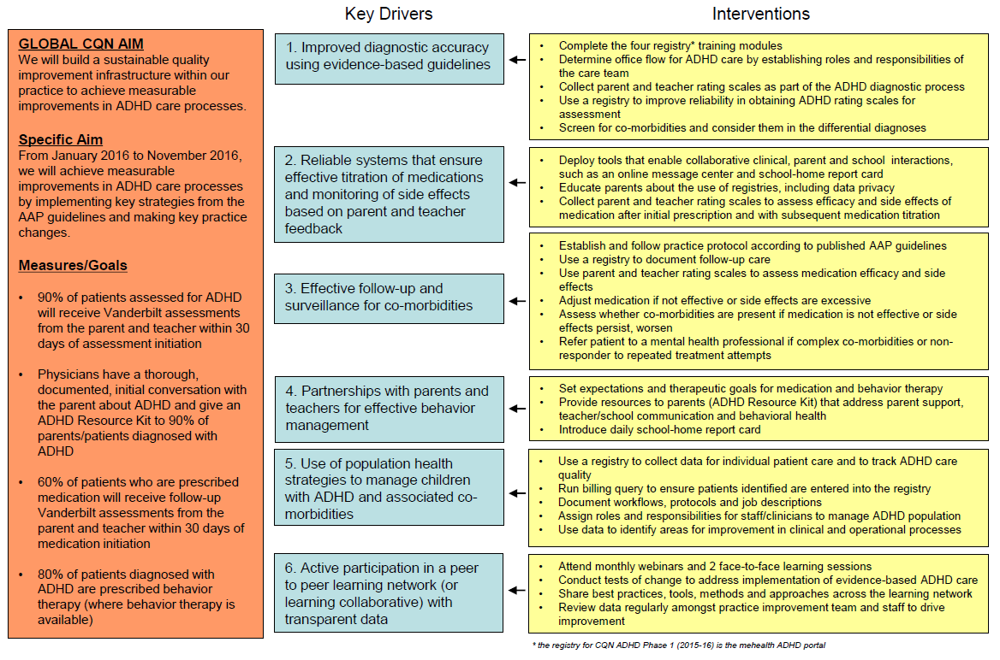 Key Drivers
Interventions
GLOBAL CQN AIM
We will build a sustainable quality
improvement infrastructure within our
practice to achieve measurable
improvements in ADHD care processes.
Specific Aim
From January 2016 to November 2016,
we will achieve measurable
improvements in ADHD care processes
by implementing key strategies from the
AAP guidelines and making key practice
changes.
Measures/Goals
• 90% of patients assessed for ADHD
will receive Vanderbilt assessments
from the parent and teacher within 30
days of assessment initiation
• Physicians have a thorough,
documented, initial conversation with
the parent about ADHD and give an
ADHD Resource Kit to 90% of
parents/patients diagnosed with
ADHD
• 60% of patients who are prescribed
medication will receive follow-up
Vanderbilt assessments from the
parent and teacher within 30 days of
medication initiation
• 80% of patients diagnosed with
ADHD are prescribed behavior
therapy (where behavior therapy is
available)
1. Improved diagnostic accuracy
using evidence-based guidelines
• Complete the four registry* training modules
• Determine office flow for ADHD care by establishing roles and responsibilities of
the care team
• Collect parent and teacher rating scales as part of the ADHD diagnostic process
• Use a registry to improve reliability in obtaining ADHD rating scales for
assessment
• Screen for co-morbidities and consider them in the differential diagnoses
2. Reliable systems that ensure
effective titration of medications
and monitoring of side effects
based on parent and teacher
feedback
• Deploy tools that enable collaborative clinical, parent and school interactions,
such as an online message center and school-home report card
• Educate parents about the use of registries, including data privacy
• Collect parent and teacher rating scales to assess efficacy and side effects of
medication after initial prescription and with subsequent medication titration
3. Effective follow-up and
surveillance for co-morbidities
• Establish and follow practice protocol according to published AAP guidelines
• Use a registry to document follow-up care
• Use parent and teacher rating scales to assess medication efficacy and side
effects
• Adjust medication if not effective or side effects are excessive
• Assess whether co-morbidities are present if medication is not effective or side
effects persist, worsen
• Refer patient to a mental health professional if complex co-morbidities or non-
responder to repeated treatment attempts
4. Partnerships with parents and
teachers for effective behavior
management
• Set expectations and therapeutic goals for medication and behavior therapy
• Provide resources to parents (ADHD Resource Kit) that address parent support,
teacher/school communication and behavioral health
• Introduce daily school-home report card
5. Use of population health
strategies to manage children
with ADHD and associated co-
morbidities
• Use a registry to collect data for individual patient care and to track ADHD care
quality
• Run billing query to ensure patients identified are entered into the registry
• Document workflows, protocols and job descriptions
• Assign roles and responsibilities for staff/clinicians to manage ADHD population
• Use data to identify areas for improvement in clinical and operational processes
6. Active participation in a peer
to peer learning network (or
learning collaborative) with
transparent data
• Attend monthly webinars and 2 face-to-face learning sessions
• Conduct tests of change to address implementation of evidence-based ADHD care
• Share best practices, tools, methods and approaches across the learning network
• Review data regularly amongst practice improvement team and staff to drive
improvement
* the registry for CQN ADHD Phase 1 (2015-16) is the mehealth ADHD portal